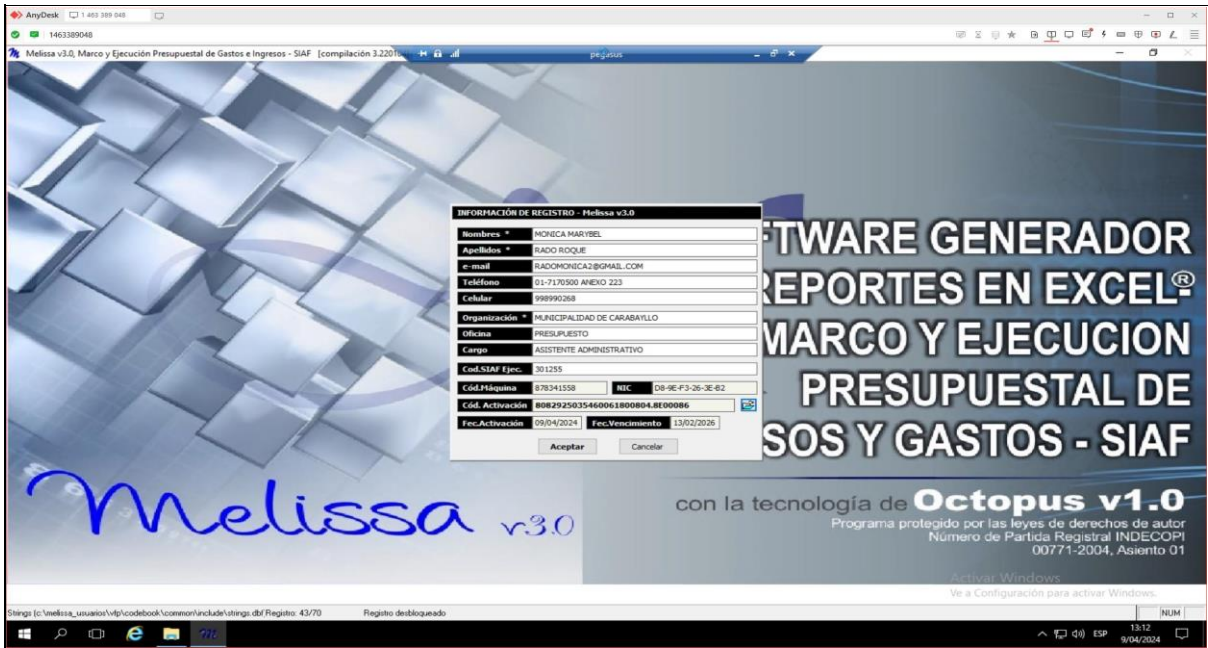 AnyDesk 1 463 389 048
1463389048
Melissa v3.0, Marco y Ejecución Presupuestal de Gastos e Ingresos - SIAF [compilación 3.2201
pegasus
INFORMACIÓN DE REGISTRO - Melissa v3.0
Nombres * MONICA MARYBEL
Apellidos * RADO ROQUE
e-mail RADOMONICA2@GMAIL.COM
Teléfono 01-7170500 ANEXO 223
Celular 998990268
Organización * MUNICIPALIDAD DE CARABAYLLO
Oficina PRESUPUESTO
Cargo ASISTENTE ADMINISTRATIVO
Cod.SIAF Ejec. 301255
Cód.Máquina 878341558 NIC D8-9E-F3-26-3E-B2
Cód. Activación 8082925035460061800804.8E00086
Fec.Activación 09/04/2024 Fec.Vencimiento 13/02/2026
Aceptar Cancelar
FTWARE GENERADOR
REPORTES EN EXCEL®
MARCO Y EJECUCION
PRESUPUESTAL DE
SOS Y GASTOS - SIAF
Melissa v3.0
con la tecnología de Octopus v1.0
Programa protegido por las leyes de derechos de autor
Número de Partida Registral INDECOPI
00771-2004, Asiento 01
Activar Windows
Ve a Configuración para activar Windows.
Strings (c:\melissa_usuarios\vfp\codebook\common\include\strings.dbf Registro: 43/70 Registro desbloqueado NUM
ESP 13:12
9/04/2024